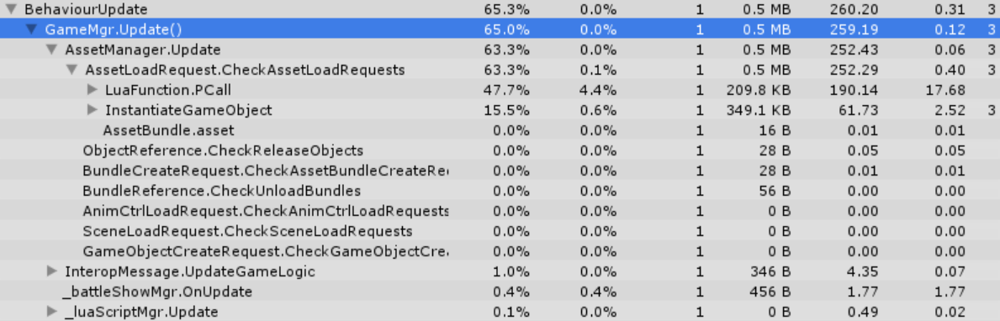 BehaviourUpdate 65.3% 0.0% 1 0.5 MB 260.20 0.31 3
GameMgr.Update() 65.0% 0.0% 1 0.5 MB 259.19 0.12 3
AssetManager.Update 63.3% 0.0% 1 0.5 MB 252.43 0.06 3
AssetLoadRequest.CheckAssetLoadRequests 63.3% 0.1% 1 0.5 MB 252.29 0.40 3
LuaFunction.PCall 47.7% 4.4% 1 209.8 KB 190.14 17.68
InstantiateGameObject 15.5% 0.6% 1 349.1 KB 61.73 2.52 3
AssetBundle.asset 0.0% 0.0% 1 16 B 0.01 0.01
ObjectReference.CheckReleaseObjects 0.0% 0.0% 1 28 B 0.05 0.05
BundleCreateRequest.CheckAssetBundleCreateRe 0.0% 0.0% 1 28 B 0.01 0.01
BundleReference.CheckUnloadBundles 0.0% 0.0% 1 56 B 0.00 0.00
AnimCtrlLoadRequest.CheckAnimCtrlLoadRequests 0.0% 0.0% 1 0 B 0.00 0.00
SceneLoadRequest.CheckSceneLoadRequests 0.0% 0.0% 1 0 B 0.00 0.00
GameObjectCreateRequest.CheckGameObjectCre 0.0% 0.0% 1 0 B 0.00 0.00
InteropMessage.UpdateGameLogic 1.0% 0.0% 1 346 B 4.35 0.07
_battleShowMgr.OnUpdate 0.4% 0.4% 1 456 B 1.77 1.77
_luaScriptMgr.Update 0.1% 0.0% 1 0 B 0.49 0.02